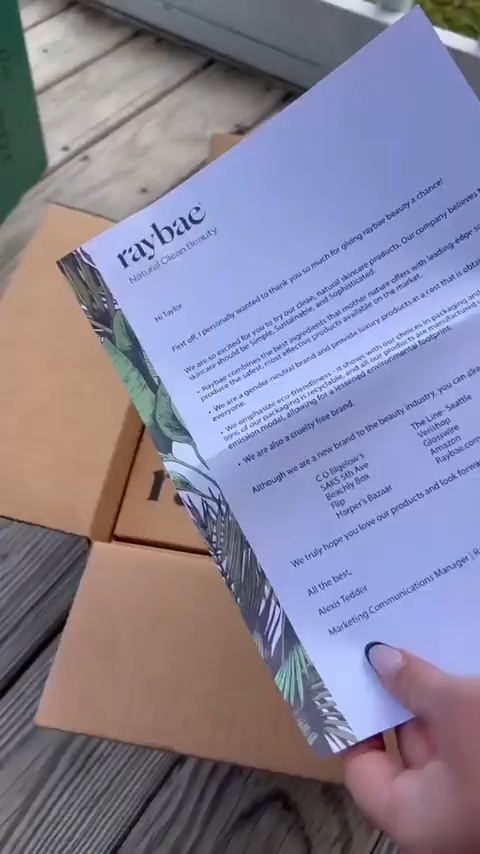 raybae
Natural Clean Beauty
Hi Taylor
First off, I personally wanted to thank you so much for giving raybae beauty a chance!
We are so excited for you to try our clean, natural skincare products. Our company believes
skincare should be Simple, Sustainable, and Sophisticated.
• Raybae combines the best ingredients that mother nature offers with leading-edge
produce the safest, most effective products available on the market.
• We are a gender-neutral brand and provide luxury products at a cost that is
everyone.
• We emphasize eco-friendliness - it shows with our choices in packaging and
99% of our packaging is recyclable, and all our products are manufactured
emission modal, allowing for a lessened environmental footprint.
• We are also a cruelty free brand.
Although we are a new brand to the beauty industry, you can
C.O Bigelow's
SAKS 5th Ave
Beachly Box
Flip
Harper's Bazaar
The Line- Seattle
Verishop
Glosswire
Amazon
Raybae.com
We truly hope you love our products and look
All the best,
Alexis Tedder
Marketing Communications Manager |